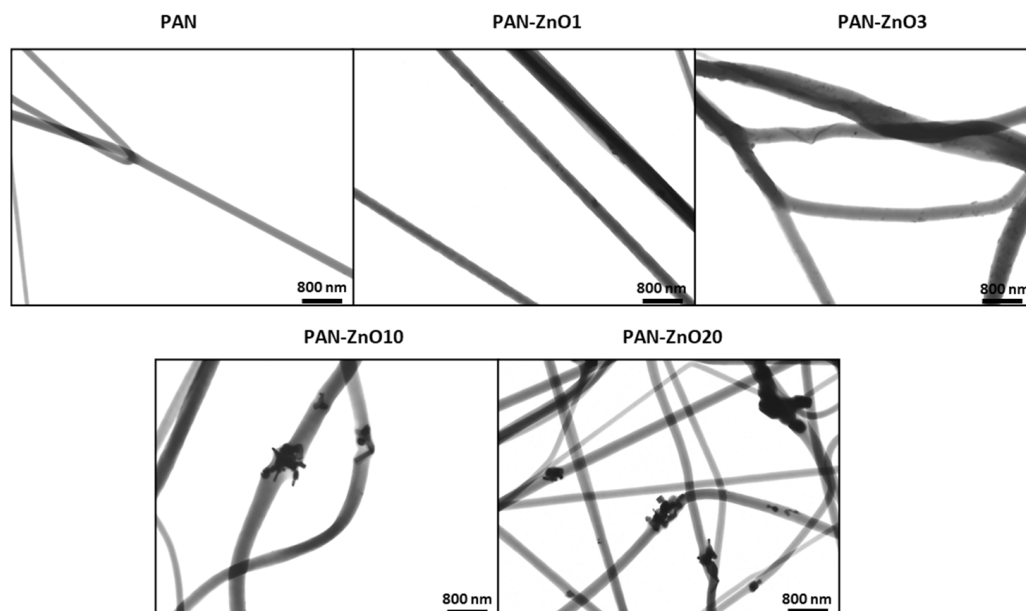 PAN
PAN-ZnO1
PAN-ZnO3
800 nm
800 nm
800 nm
PAN-ZnO10
PAN-ZnO20
800 nm
800 nm